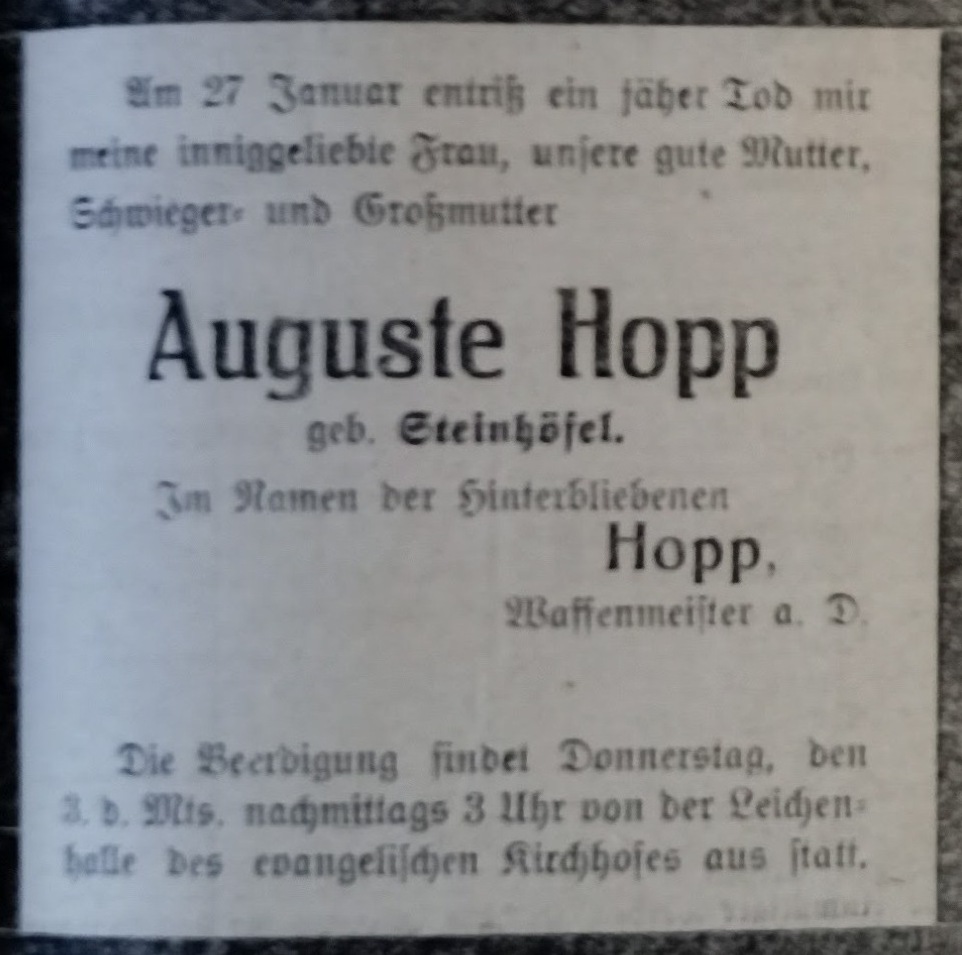 Am 27 Januar entriß ein jäher Tod mir
meine inniggeliebte Frau, unsere gute Mutter,
Schwieger- und Großmutter
Auguste Hopp
geb. Steinhöfel.
Im Namen der Hinterbliebenen
Hopp,
Waffenmeister a. D.
Die Beerdigung findet Donnerstag, den
3. d. Mts. nachmittags 3 Uhr von der Leichen-
halle des evangelischen Kirchhofes aus statt.